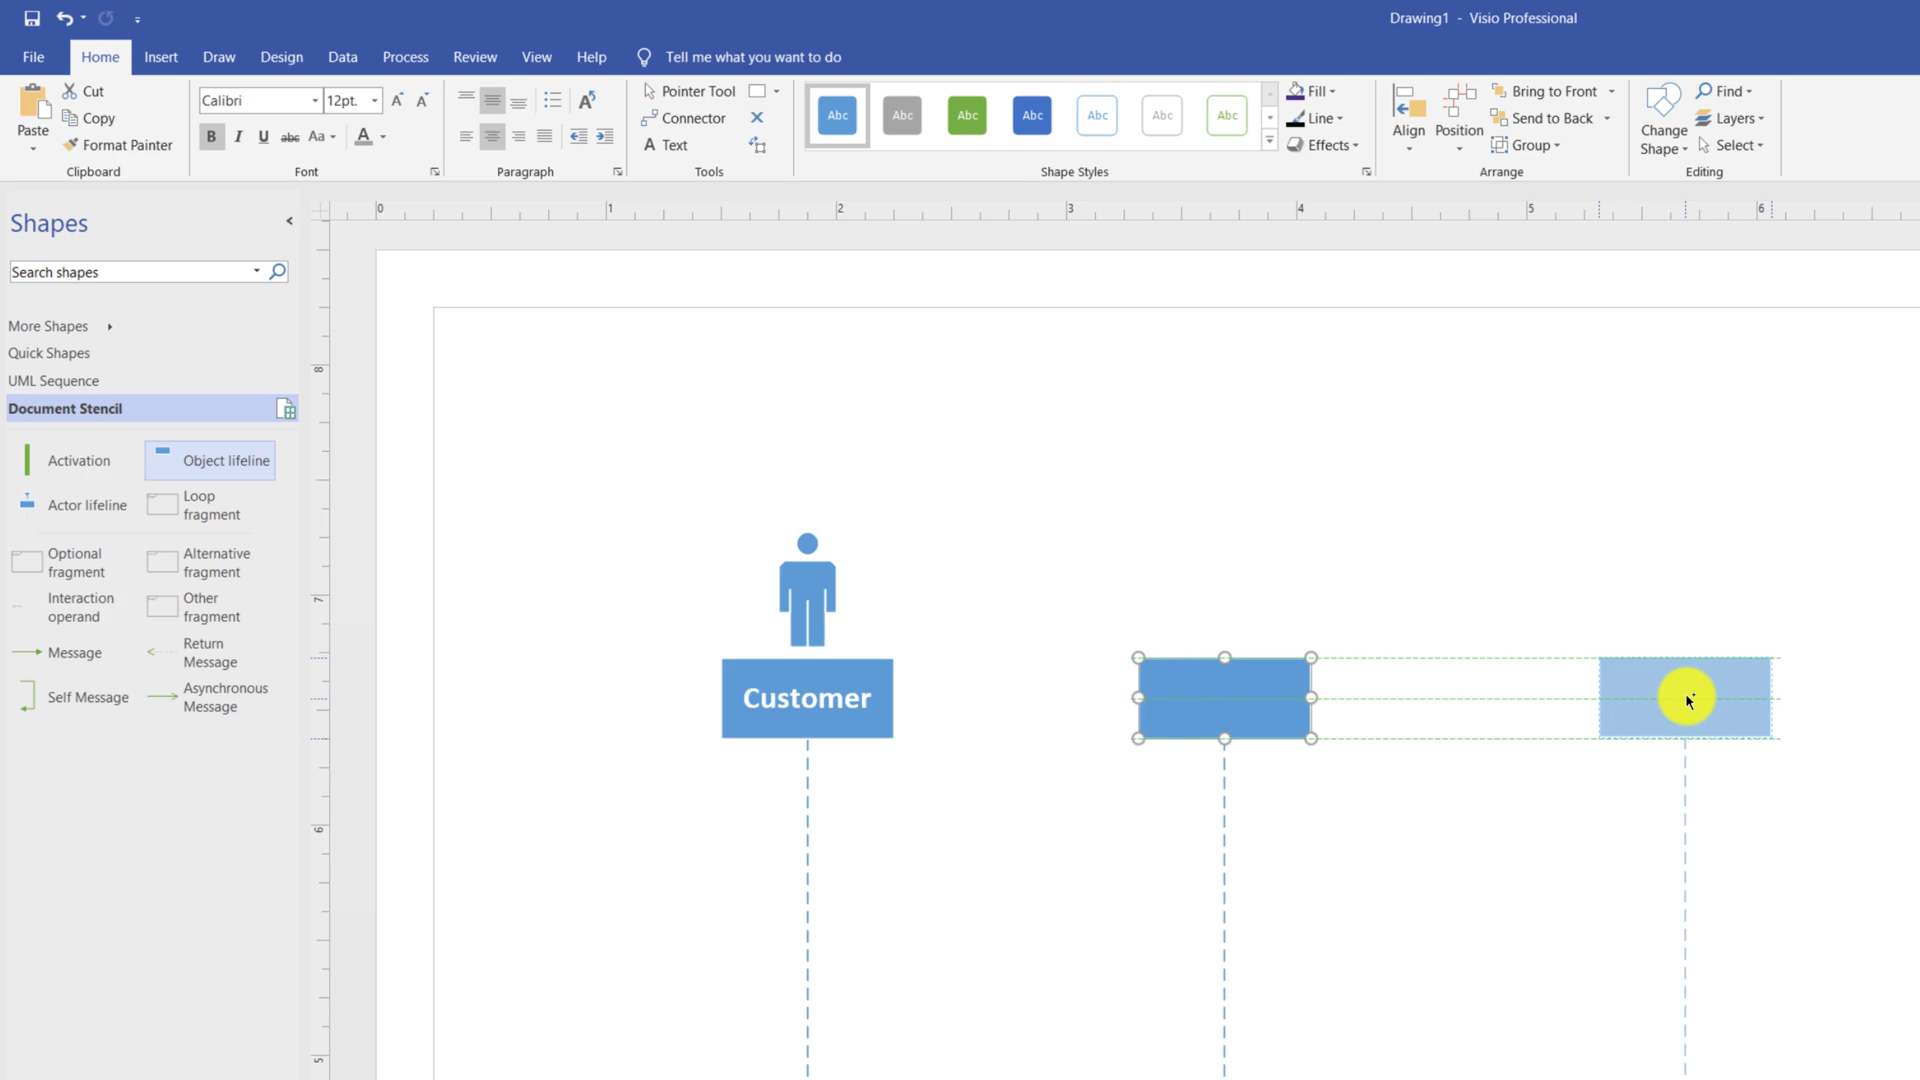 Drawing1 - Visio Professional
File Home Insert Draw Design Data Process Review View Help Tell me what you want to do
Paste
Cut
Copy
Format Painter
Clipboard
Calibri 12pt. A A
B I U abc Aa A
Font
A
Paragraph
Pointer Tool
Connector
A Text
Tools
Abc Abc Abc Abc Abc Abc Abc
Shape Styles
Fill
Line
Effects
Align
Position
Bring to Front
Send to Back
Group
Arrange
Change
Shape
Find
Layers
Select
Editing
Shapes
Search shapes
More Shapes
Quick Shapes
UML Sequence
Document Stencil
Activation
Object lifeline
Actor lifeline
Loop
fragment
Optional
fragment
Alternative
fragment
Interaction
operand
Other
fragment
Message
Return
Message
Self Message
Asynchronous
Message
0 1 2 3 4 5 6
8
7
6
5
Customer